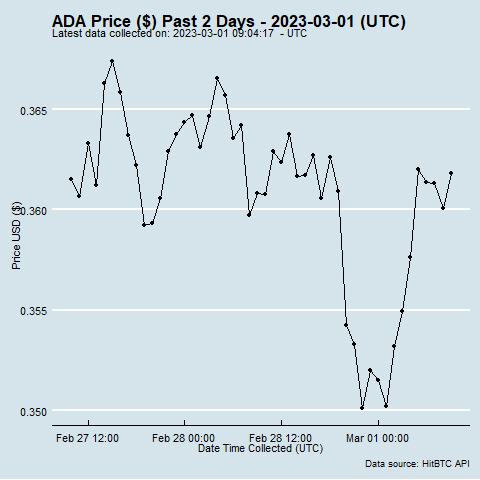 ADA Price ($) Past 2 Days - 2023-03-01 (UTC)
Latest data collected on: 2023-03-01 09:04:17 - UTC
0.365
0.360
0.355
0.350
Price USD ($)
Feb 27 12:00 Feb 28 00:00 Feb 28 12:00 Mar 01 00:00
Date Time Collected (UTC)
Data source: HitBTC API